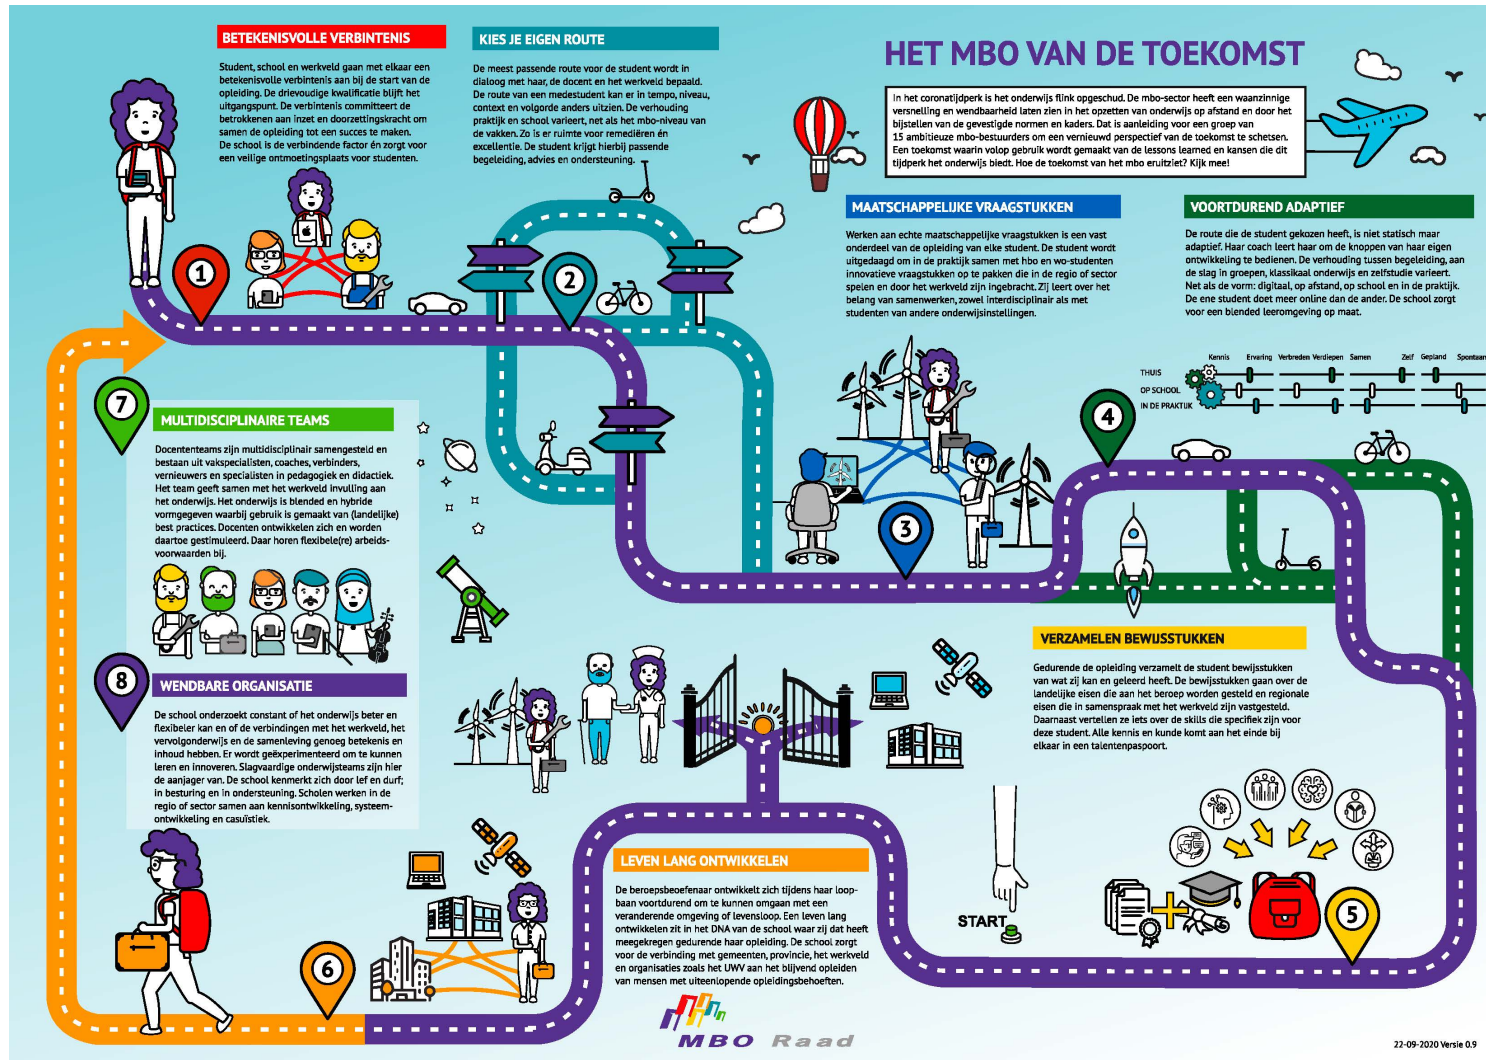 HET MBO VAN DE TOEKOMST
In het coronatijdperk is het onderwijs flink opgeschud. De mbo-sector heeft een waanzinnige
versnelling en wendbaarheid laten zien in het opzetten van onderwijs op afstand en door het
bijstellen van de gevestigde normen en kaders. Dat is aanleiding voor een groep van
15 ambitieuze mbo-bestuurders om een vernieuwd perspectief van de toekomst te schetsen.
Een toekomst waarin volop gebruik wordt gemaakt van de lessons learned en kansen die dit
tijdperk het onderwijs biedt. Hoe de toekomst van het mbo eruitziet? Kijk mee!
BETEKENISVOLLE VERBINTENIS
Student, school en werkveld gaan met elkaar een
betekenisvolle verbintenis aan bij de start van de
opleiding. De drievoudige kwalificatie blijft het
uitgangspunt. De verbintenis committeert de
betrokkenen aan inzet en doorzettingskracht om
samen de opleiding tot een succes te maken.
De school is de verbindende factor én zorgt voor
een veilige ontmoetingsplaats voor studenten.
1
KIES JE EIGEN ROUTE
De meest passende route voor de student wordt in
dialoog met haar, de docent en het werkveld bepaald.
De route van een medestudent kan er in tempo, niveau,
context en volgorde anders uitzien. De verhouding
praktijk en school varieert, net als het mbo-niveau van
de vakken. Zo is er ruimte voor remediëren én
excellentie. De student krijgt hierbij passende
begeleiding, advies en ondersteuning.
2
MAATSCHAPPELIJKE VRAAGSTUKKEN
Werken aan echte maatschappelijke vraagstukken is een vast
onderdeel van de opleiding van elke student. De student wordt
uitgedaagd om in de praktijk samen met hbo en wo-studenten
innovatieve vraagstukken op te pakken die in de regio of sector
spelen en door het werkveld zijn ingebracht. Zij leert over het
belang van samenwerken, zowel interdisciplinair als met
studenten van andere onderwijsinstellingen.
3
VOORTDUREND ADAPTIEF
De route die de student gekozen heeft, is niet statisch maar
adaptief. Haar coach leert haar om de knoppen van haar eigen
ontwikkeling te bedienen. De verhouding tussen begeleiding, aan
de slag in groepen, klassikaal onderwijs en zelfstudie varieert.
Net als de vorm: digitaal, op afstand, op school en in de praktijk.
De ene student doet meer online dan de ander. De school zorgt
voor een blended leeromgeving op maat.
Kennis Ervaring Verbreden Verdiepen Samen Zelf Gepland Spontaan
THUIS
OP SCHOOL
IN DE PRAKTIJK
4
VERZAMELEN BEWIJSSTUKKEN
Gedurende de opleiding verzamelt de student bewijsstukken
van wat zij kan en geleerd heeft. De bewijsstukken gaan over de
landelijke eisen die aan het beroep worden gesteld en regionale
eisen die in samenspraak met het werkveld zijn vastgesteld.
Daarnaast vertellen ze iets over de skills die specifiek zijn voor
deze student. Alle kennis en kunde komt aan het einde bij
elkaar in een talentenpaspoort.
5
START
LEVEN LANG ONTWIKKELEN
De beroepsbeoefenaar ontwikkelt zich tijdens haar loop-
baan voortdurend om te kunnen omgaan met een
veranderende omgeving of levensloop. Een leven lang
ontwikkelen zit in het DNA van de school waar zij dat heeft
meegekregen gedurende haar opleiding. De school zorgt
voor de verbinding met gemeenten, provincie, het werkveld
en organisaties zoals het UWV aan het blijvend opleiden
van mensen met uiteenlopende opleidingsbehoeften.
6
7
MULTIDISCIPLINAIRE TEAMS
Docententeams zijn multidisciplinair samengesteld en
bestaan uit vakspecialisten, coaches, verbinders,
vernieuwers en specialisten in pedagogiek en didactiek.
Het team geeft samen met het werkveld invulling aan
het onderwijs. Het onderwijs is blended en hybride
vormgegeven waarbij gebruik is gemaakt van (landelijke)
best practices. Docenten ontwikkelen zich en worden
daartoe gestimuleerd. Daar horen flexibele(re) arbeids-
voorwaarden bij.
8
WENDBARE ORGANISATIE
De school onderzoekt constant of het onderwijs beter en
flexibeler kan en of de verbindingen met het werkveld, het
vervolgonderwijs en de samenleving genoeg betekenis en
inhoud hebben. Er wordt geëxperimenteerd om te kunnen
leren en innoveren. Slagvaardige onderwijsteams zijn hier
de aanjager van. De school kenmerkt zich door lef en durf;
in besturing en in ondersteuning. Scholen werken in de
regio of sector samen aan kennisontwikkeling, systeem-
ontwikkeling en casuïstiek.
MBO Raad
22-09-2020 Versie 0.9